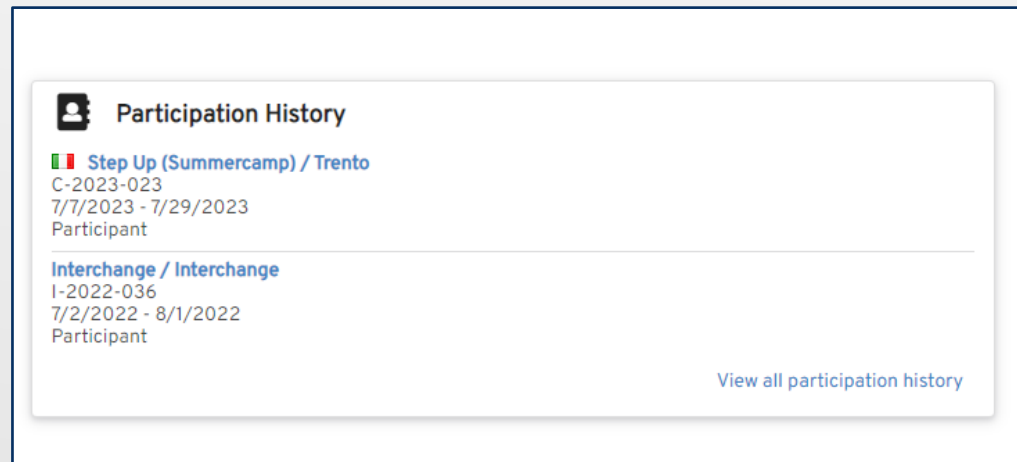 Participation History
Step Up (Summercamp) / Trento
C-2023-023
7/7/2023 - 7/29/2023
Participant
Interchange / Interchange
I-2022-036
7/2/2022 - 8/1/2022
Participant
View all participation history